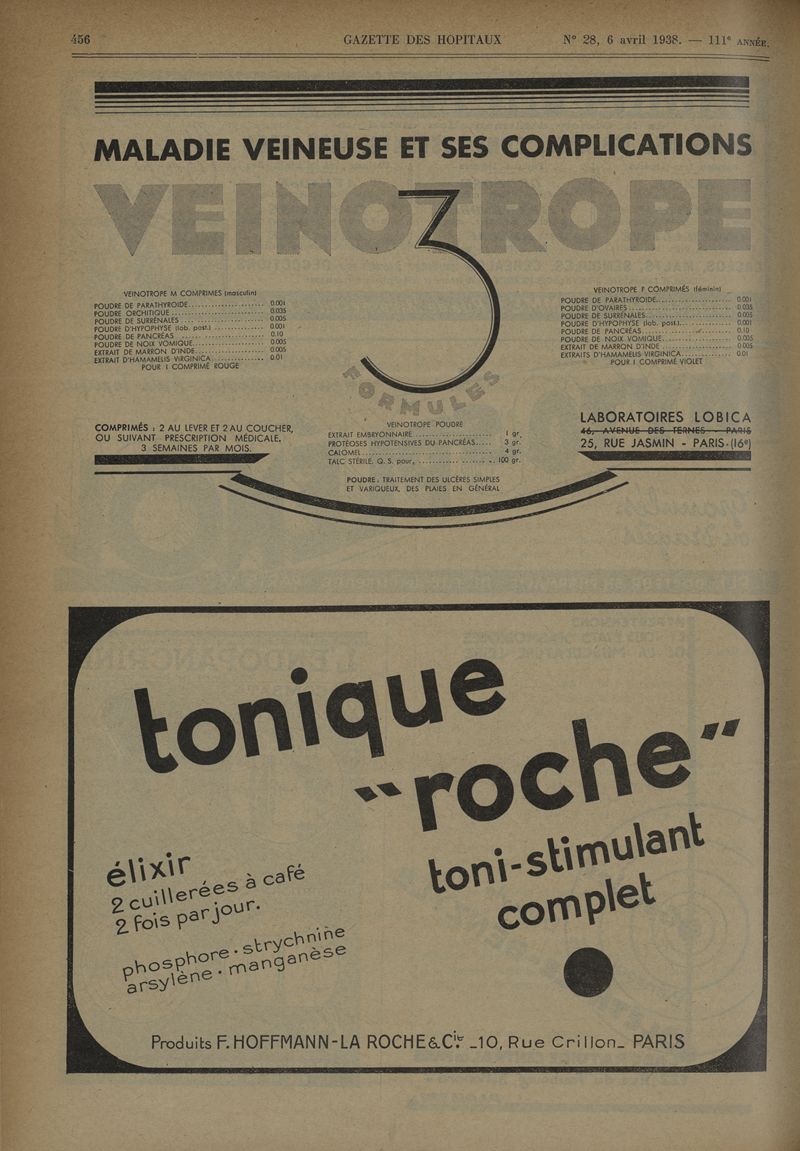 456
GAZETTE DES HOPITAUX
N° 28, 6 avril 1938. — 111e ANNÉE.
MALADIE VEINEUSE ET SES COMPLICATIONS
VEINOTROPE
3
FORMULES
VEINOTROPE M COMPRIMES (masculin)
POUDRE DE PARATHYROIDE........................ 0.001
POUDRE ORCHITIQUE........................ 0.035
POUDRE DE SURRÉNALES........................ 0.005
POUDRE D'HYPOPHYSE (lob. post.)................ 0.001
POUDRE DE PANCRÉAS........................ 0.10
POUDRE DE NOIX VOMIQUE........................ 0.005
EXTRAIT DE MARRON D'INDE........................ 0.005
EXTRAIT D'HAMAMELIS VIRGINICA................ 0.01
POUR 1 COMPRIMÉ ROUGE
VEINOTROPE F COMPRIMÉS (féminin)
POUDRE DE PARATHYROIDE........................ 0.001
POUDRE D'OVAIRES........................ 0.035
POUDRE DE SURRÉNALES........................ 0.005
POUDRE D'HYPOPHYSE (lob. post.)................ 0.001
POUDRE DE PANCRÉAS........................ 0.10
POUDRE DE NOIX VOMIQUE........................ 0.005
EXTRAIT DE MARRON D'INDE........................ 0.005
EXTRAITS D'HAMAMELIS VIRGINICA................ 0.01
POUR 1 COMPRIMÉ VIOLET
COMPRIMÉS : 2 AU LEVER ET 2 AU COUCHER,
OU SUIVANT PRESCRIPTION MÉDICALE,
3 SEMAINES PAR MOIS.
VEINOTROPE POUDRE
EXTRAIT EMBRYONNAIRE........................ 1 gr.
PROTÉOSES HYPOTENSIVES DU PANCRÉAS..... 3 gr.
CALOMEL........................ 4 gr.
TALC STÉRILE, Q. S. pour........................ 100 gr.
POUDRE : TRAITEMENT DES ULCÈRES SIMPLES
ET VARIQUEUX, DES PLAIES EN GÉNÉRAL
LABORATOIRES LOBICA
46, AVENUE DES TERNES - PARIS
25, RUE JASMIN - PARIS-(16e)
tonique
"roche"
toni-stimulant
complet
élixir
2 cuillerées à café
2 fois par jour.
phosphore · strychnine
arsylène · manganèse
Produits F. HOFFMANN-LA ROCHE & Cie. _10, Rue Crillon_ PARIS